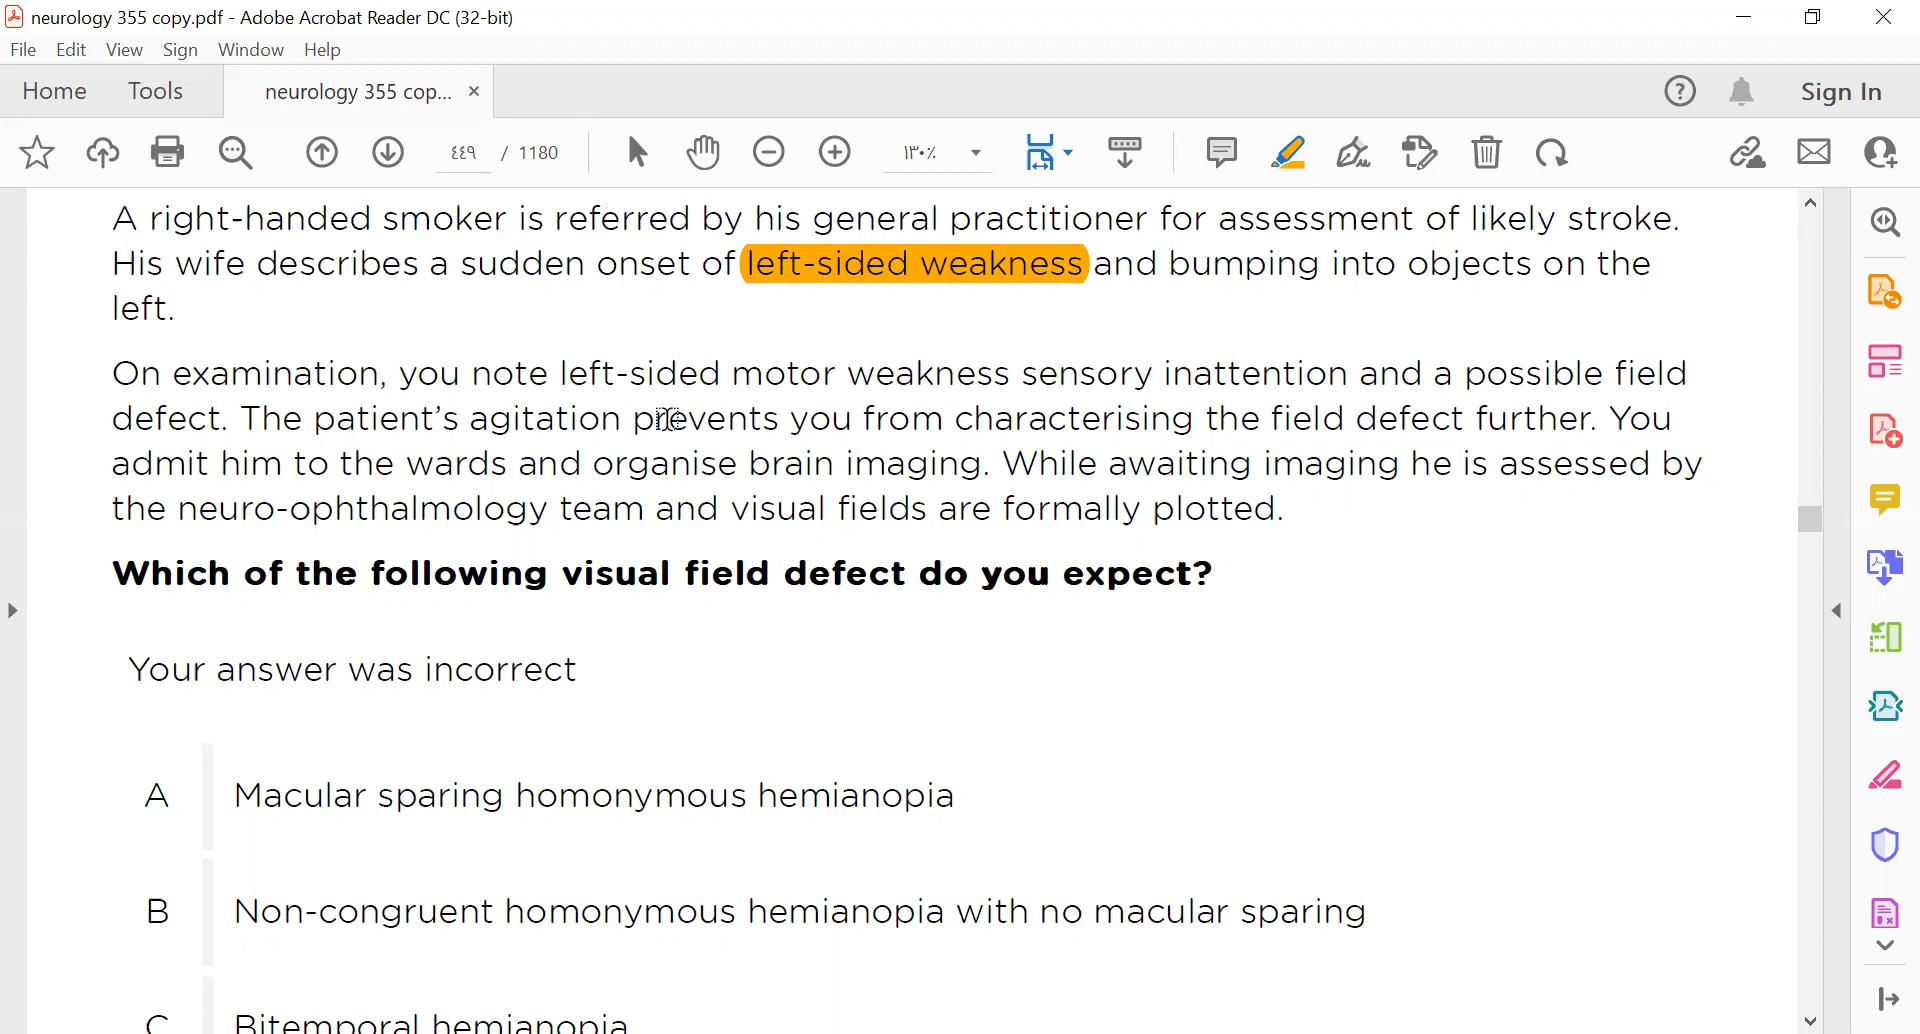 neurology 355 copy.pdf - Adobe Acrobat Reader DC (32-bit)
File Edit View Sign Window Help
Home Tools neurology 355 cop... × Sign In
٤٤٩ / 1180 ١٣٠٪
A right-handed smoker is referred by his general practitioner for assessment of likely stroke.
His wife describes a sudden onset of left-sided weakness and bumping into objects on the
left.
On examination, you note left-sided motor weakness sensory inattention and a possible field
defect. The patient’s agitation prevents you from characterising the field defect further. You
admit him to the wards and organise brain imaging. While awaiting imaging he is assessed by
the neuro-ophthalmology team and visual fields are formally plotted.
Which of the following visual field defect do you expect?
Your answer was incorrect
A Macular sparing homonymous hemianopia
B Non-congruent homonymous hemianopia with no macular sparing
C Bitemporal hemianopia